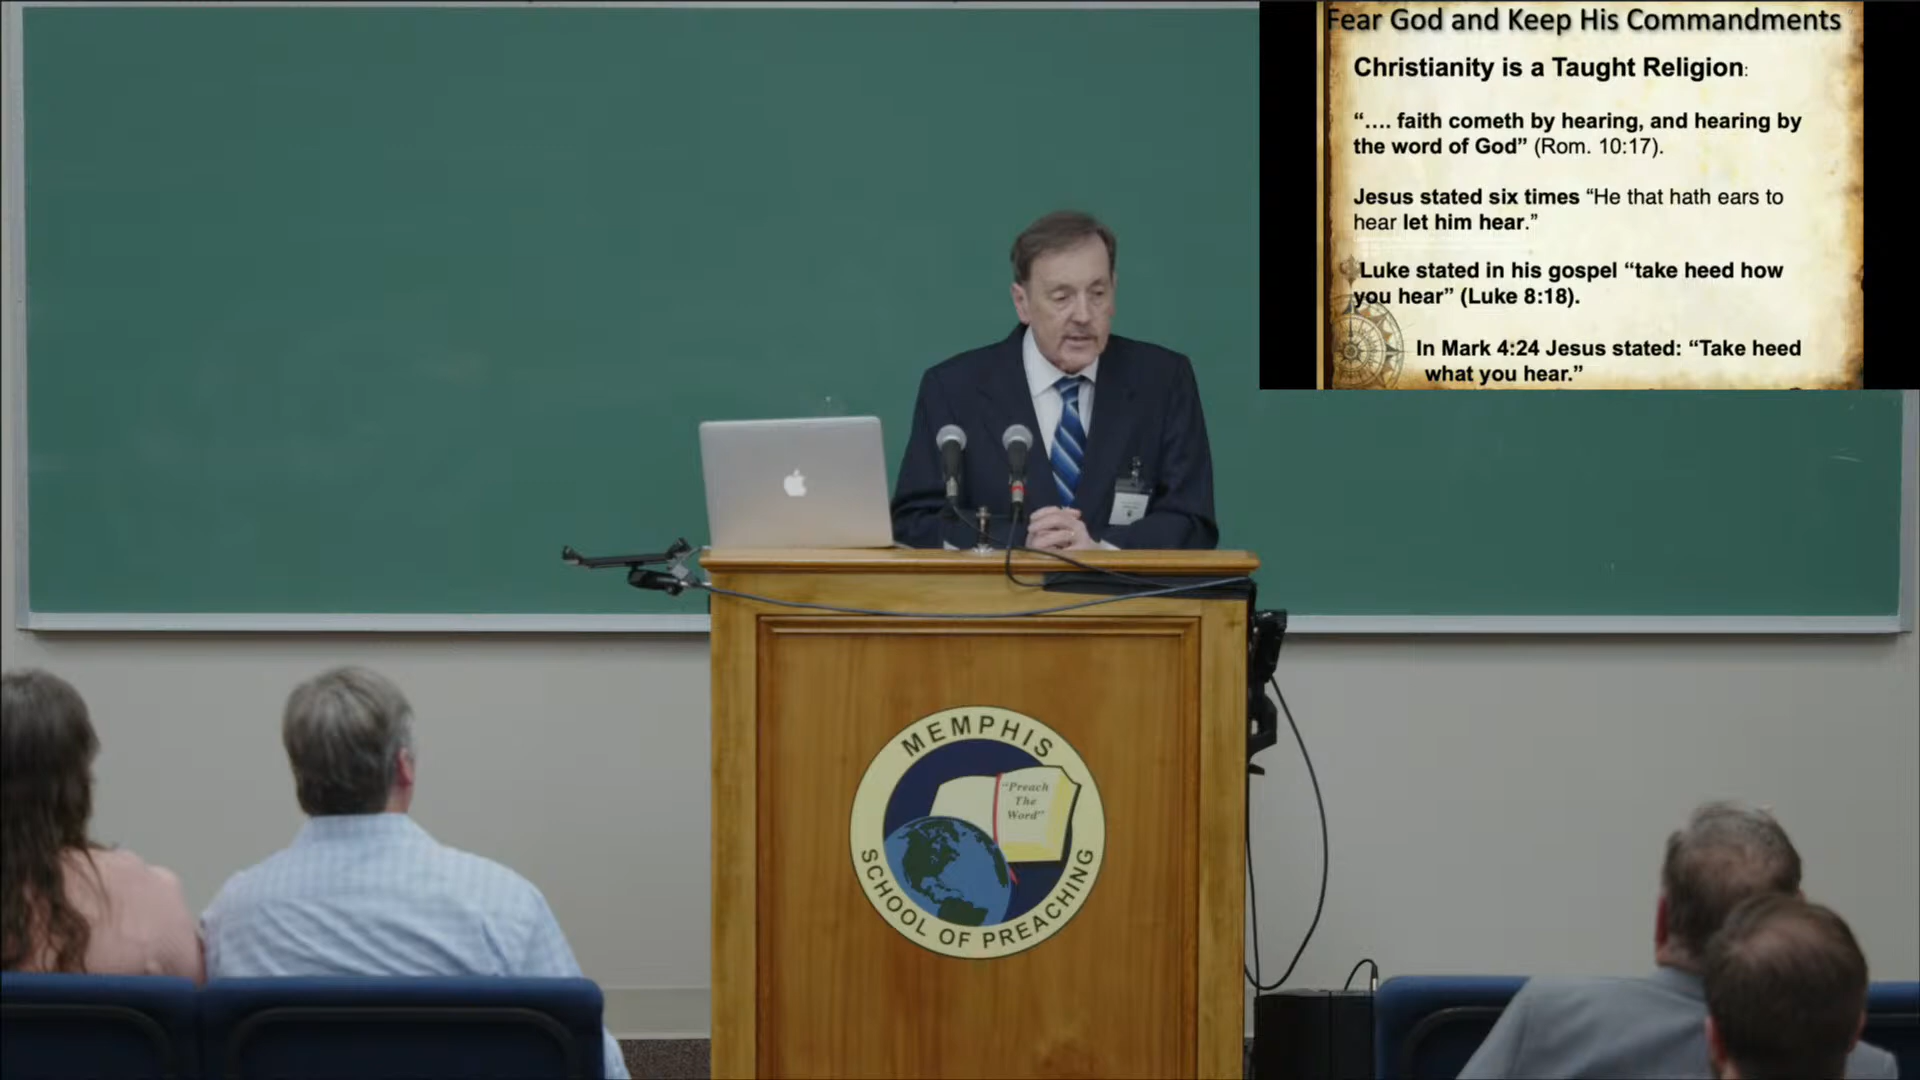 Fear God and Keep His Commandments
Christianity is a Taught Religion:
“.... faith cometh by hearing, and hearing by
the word of God” (Rom. 10:17).
Jesus stated six times “He that hath ears to
hear let him hear.”
Luke stated in his gospel “take heed how
you hear” (Luke 8:18).
In Mark 4:24 Jesus stated: “Take heed
what you hear.”
MEMPHIS
“Preach
The
Word”
SCHOOL OF PREACHING